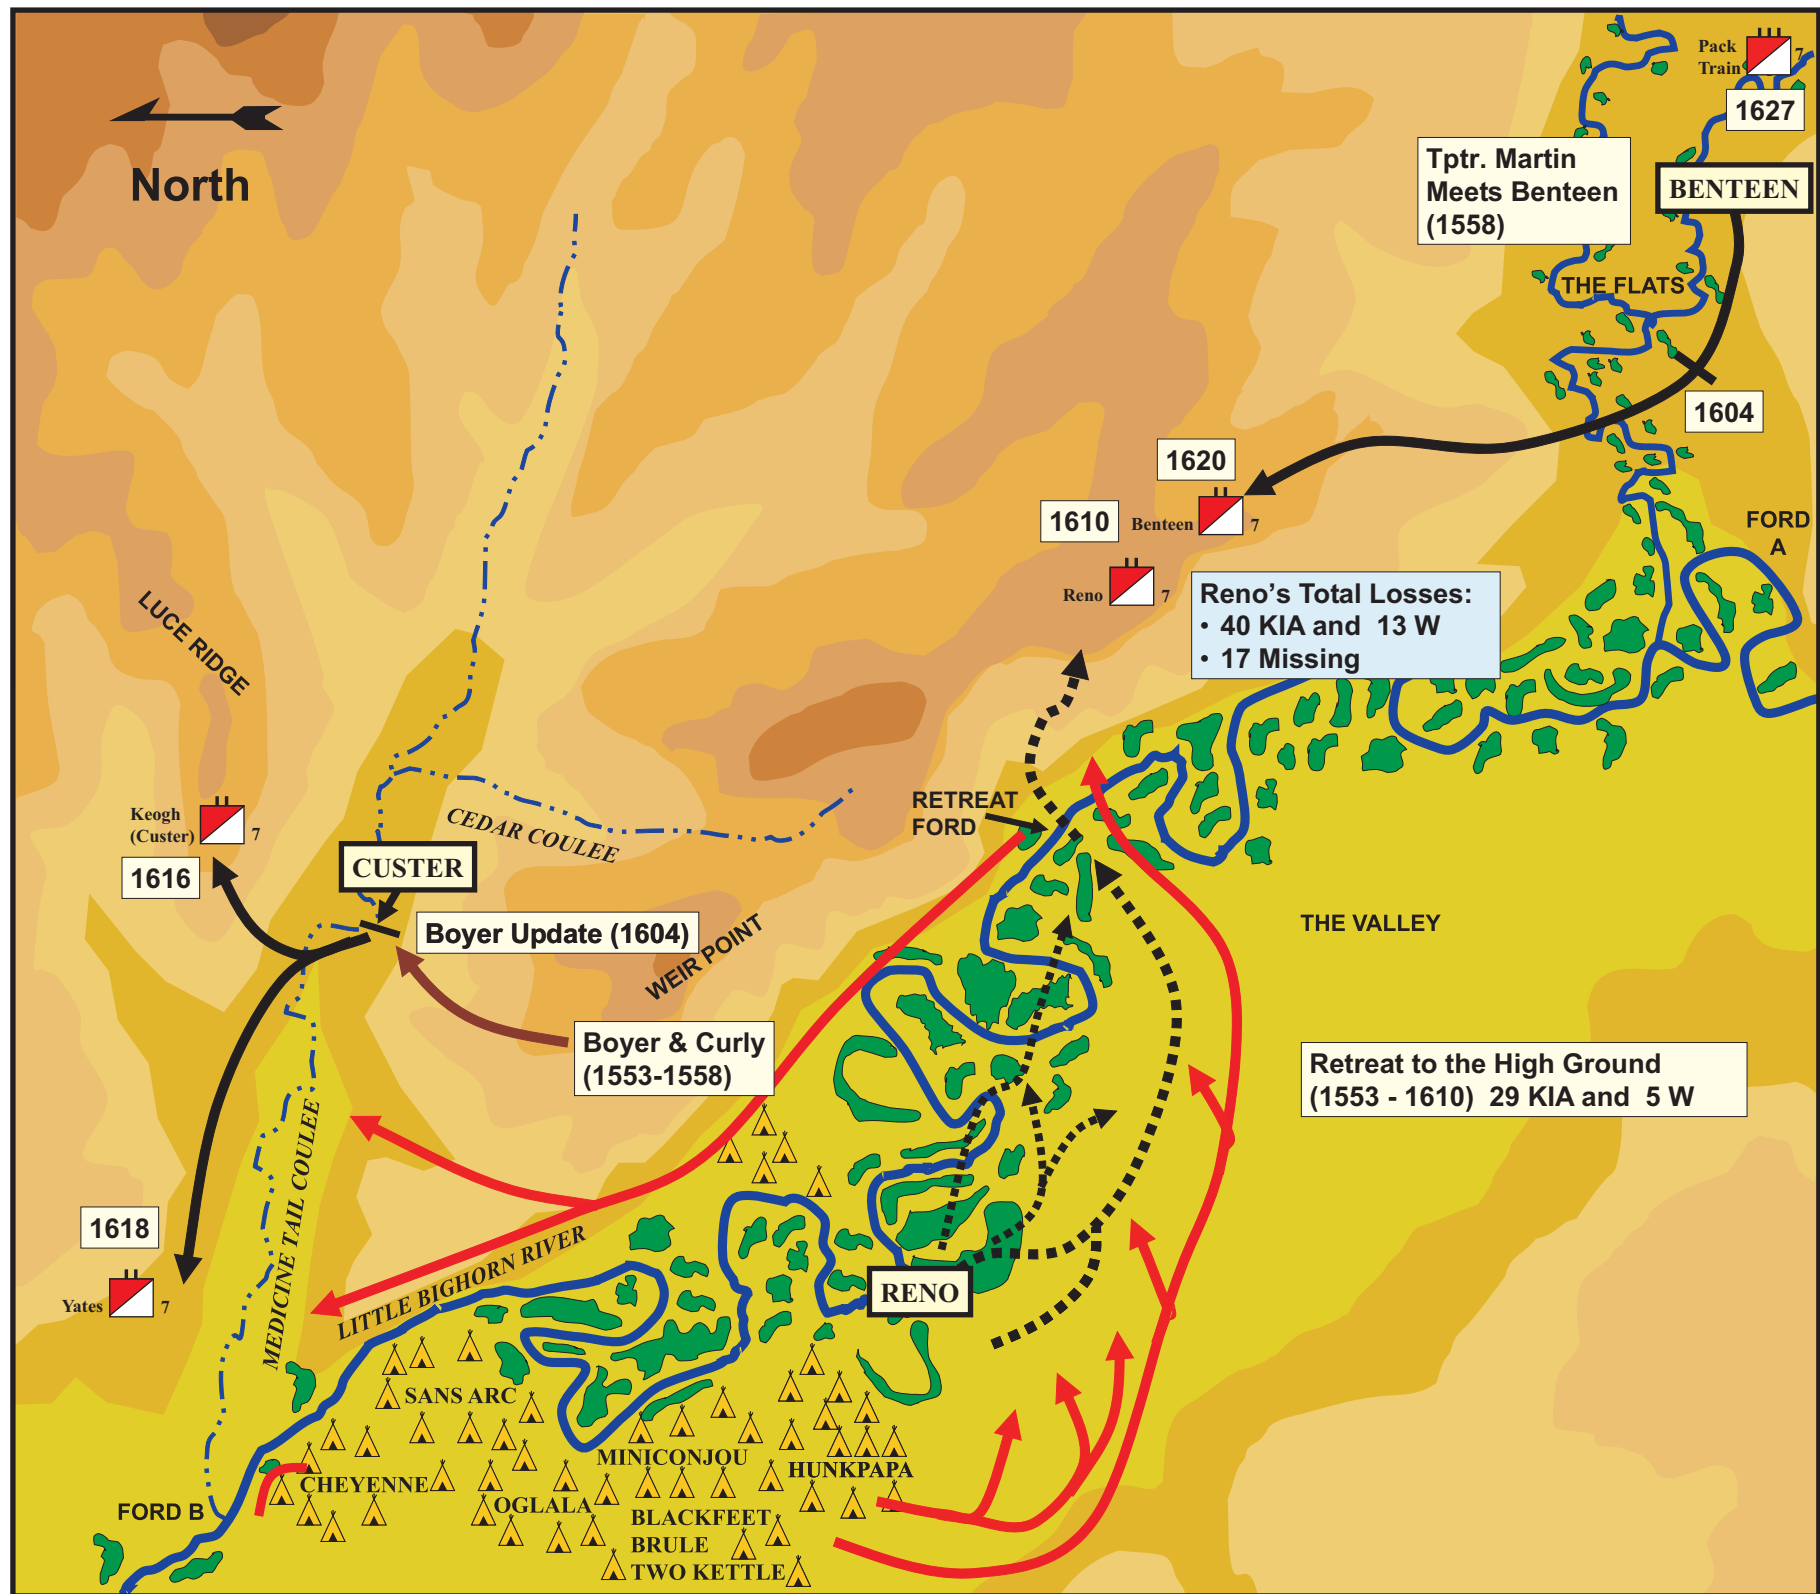 Pack
Train
7
1627
North
Tptr. Martin
Meets Benteen
(1558)
BENTEEN
THE FLATS
1604
1620
1610
Benteen
7
FORD
A
Reno
7
Reno's Total Losses:
• 40 KIA and 13 W
• 17 Missing
LUCE RIDGE
Keogh
(Custer)
7
1616
CUSTER
CEDAR COULEE
RETREAT
FORD
Boyer Update (1604)
WEIR POINT
THE VALLEY
Boyer & Curly
(1553-1558)
Retreat to the High Ground
(1553 - 1610) 29 KIA and 5 W
MEDICINE TAIL COULEE
1618
Yates
7
LITTLE BIGHORN RIVER
RENO
SANS ARC
MINICONJOU
HUNKPAPA
CHEYENNE
OGLALA
FORD B
BLACKFEET
BRULE
TWO KETTLE